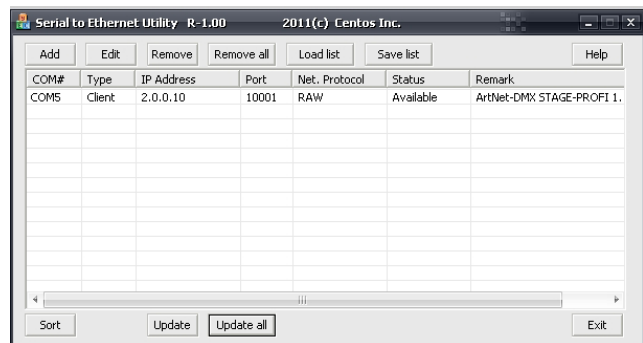 Serial to Ethernet Utility R-1.00 2011(c) Centos Inc.
Add Edit Remove Remove all Load list Save list Help
COM# Type IP Address Port Net. Protocol Status Remark
COM5 Client 2.0.0.10 10001 RAW Available ArtNet-DMX STAGE-PROFI 1.
Sort Update Update all Exit